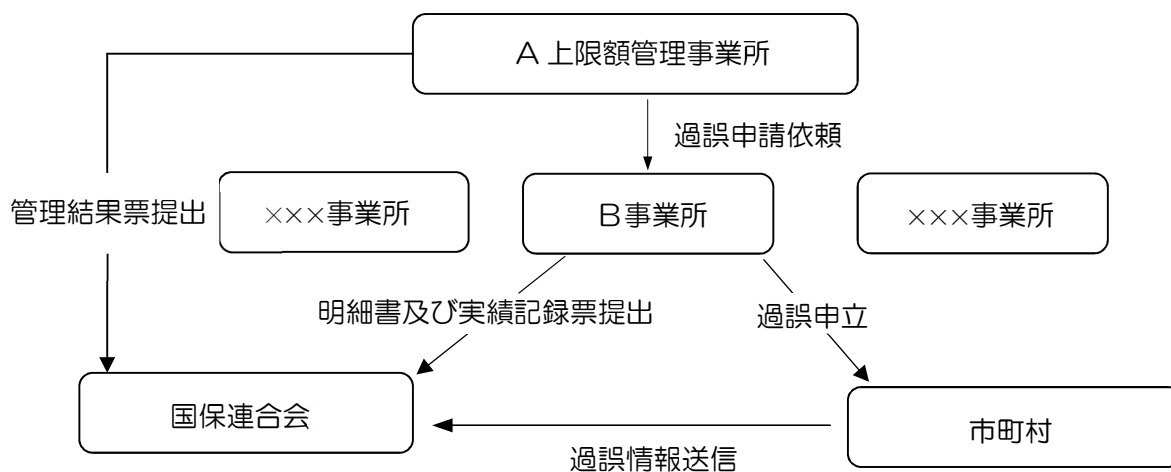 A 上限額管理事業所
過誤申請依頼
管理結果票提出
×××事業所
B事業所
×××事業所
明細書及び実績記録票提出
過誤申立
国保連合会
市町村
過誤情報送信